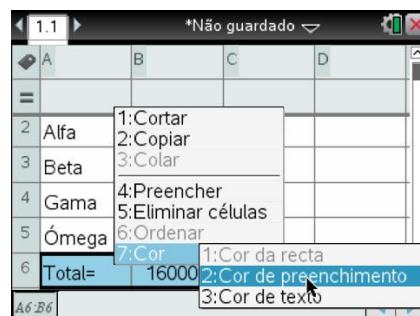 1.1 *Não guardado
A B C D
=
1:Cortar
2:Copiar
2 Alfa
3:Colar
3 Beta
4:Preencher
4 Gama
5:Eliminar células
5 Ómega
6:Ordenar
7:Cor
1:Cor da recta
6 Total= 16000
2:Cor de preenchimento
3:Cor de texto
A6:B6